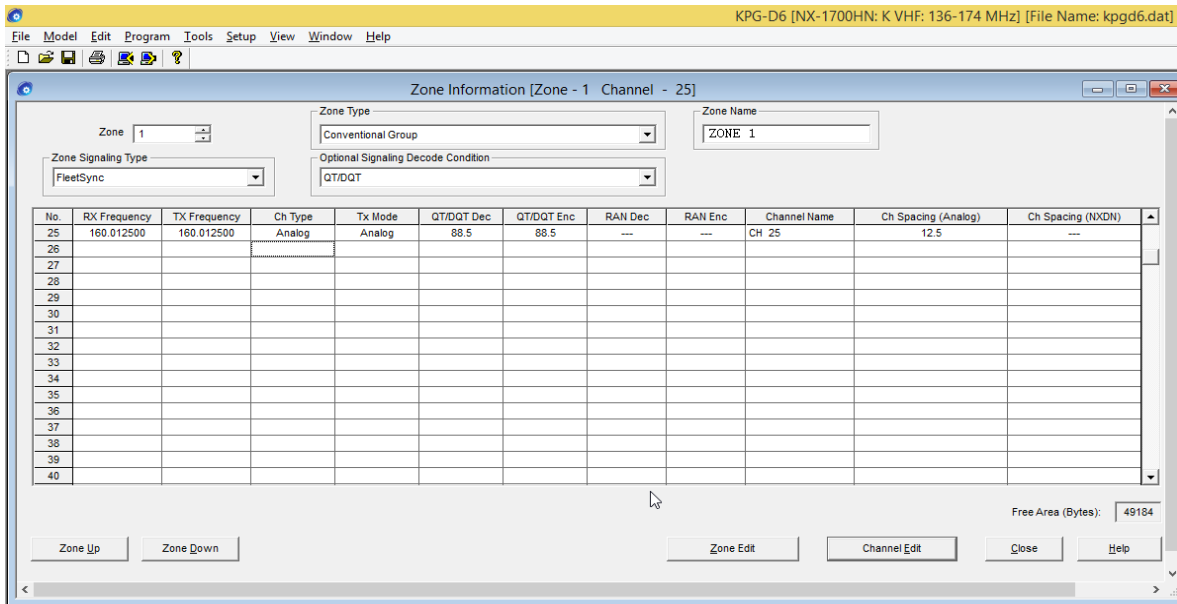 KPG-D6 [NX-1700HN: K VHF: 136-174 MHz] [File Name: kpgd6.dat]
File Model Edit Program Tools Setup View Window Help
Zone Information [Zone - 1 Channel - 25]
Zone Type Zone Name
Zone 1 Conventional Group ZONE 1
Zone Signaling Type Optional Signaling Decode Condition
FleetSync QT/DQT
No. RX Frequency TX Frequency Ch Type Tx Mode QT/DQT Dec QT/DQT Enc RAN Dec RAN Enc Channel Name Ch Spacing (Analog) Ch Spacing (NXDN)
25 160.012500 160.012500 Analog Analog 88.5 88.5 --- --- CH 25 12.5 ---
26
27
28
29
30
31
32
33
34
35
36
37
38
39
40
Free Area (Bytes): 49184
Zone Up Zone Down Zone Edit Channel Edit Close Help